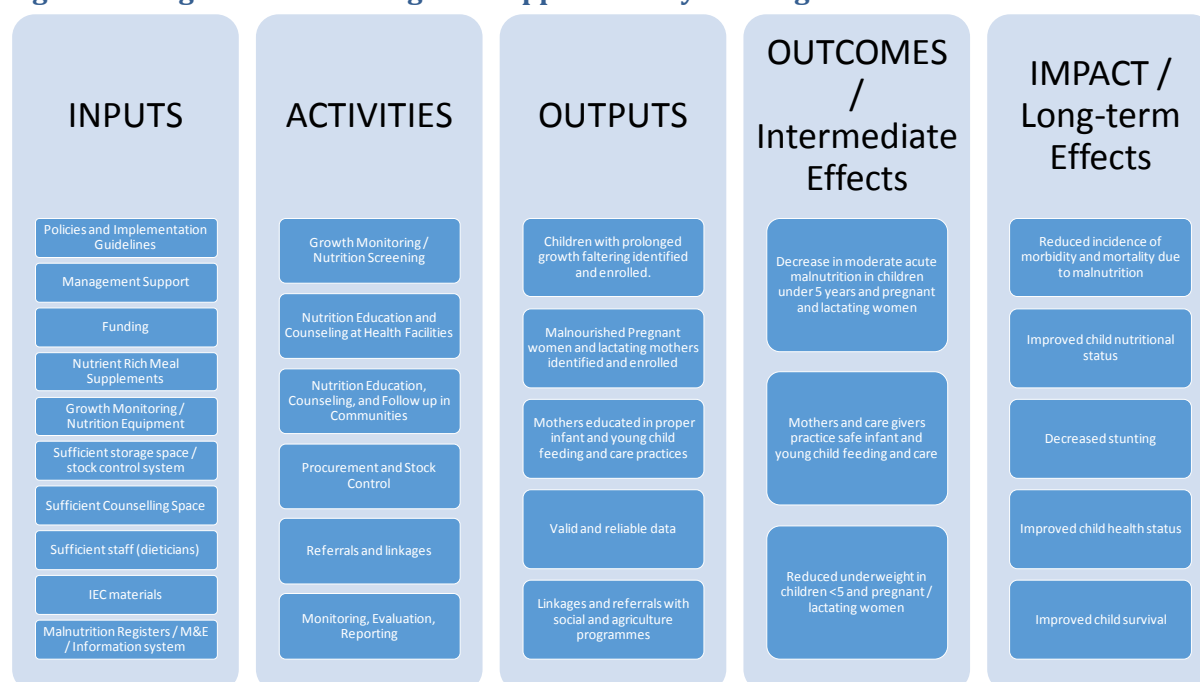 INPUTS
Policies and Implementation
Guidelines
Management Support
Funding
Nutrient Rich Meal
Supplements
Growth Monitoring /
Nutrition Equipment
Sufficient storage space /
stock control system
Sufficient Counselling Space
Sufficient staff (dieticians)
IEC materials
Malnutrition Registers / M&E
/ Information system
ACTIVITIES
Growth Monitoring /
Nutrition Screening
Nutrition Education and
Counseling at Health Facilities
Nutrition Education,
Counseling, and Follow up in
Communities
Procurement and Stock
Control
Referrals and linkages
Monitoring, Evaluation,
Reporting
OUTPUTS
Children with prolonged
growth faltering identified
and enrolled.
Malnourished Pregnant
women and lactating mothers
identified and enrolled
Mothers educated in proper
infant and young child
feeding and care practices
Valid and reliable data
Linkages and referrals with
social and agriculture
programmes
OUTCOMES
/
Intermediate
Effects
Decrease in moderate acute
malnutrition in children
under 5 years and pregnant
and lactating women
Mothers and care givers
practice safe infant and
young child feeding and care
Reduced underweight in
children <5 and pregnant /
lactating women
IMPACT /
Long-term
Effects
Reduced incidence of
morbidity and mortality due
to malnutrition
Improved child nutritional
status
Decreased stunting
Improved child health status
Improved child survival